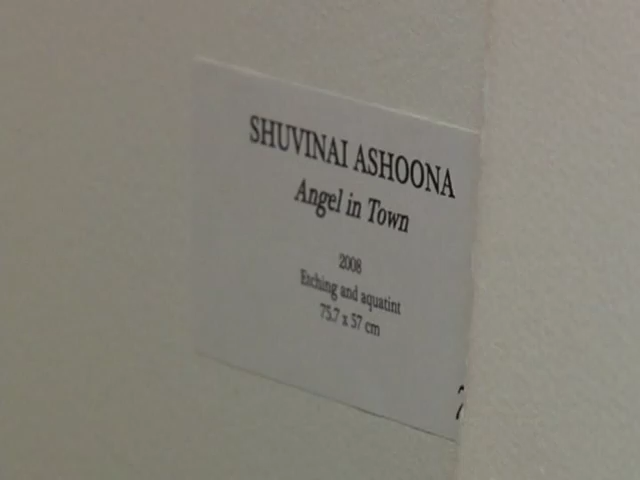 SHUVINAI ASHOONA
Angel in Town
2008
Etching and aquatint
75.7 x 57 cm